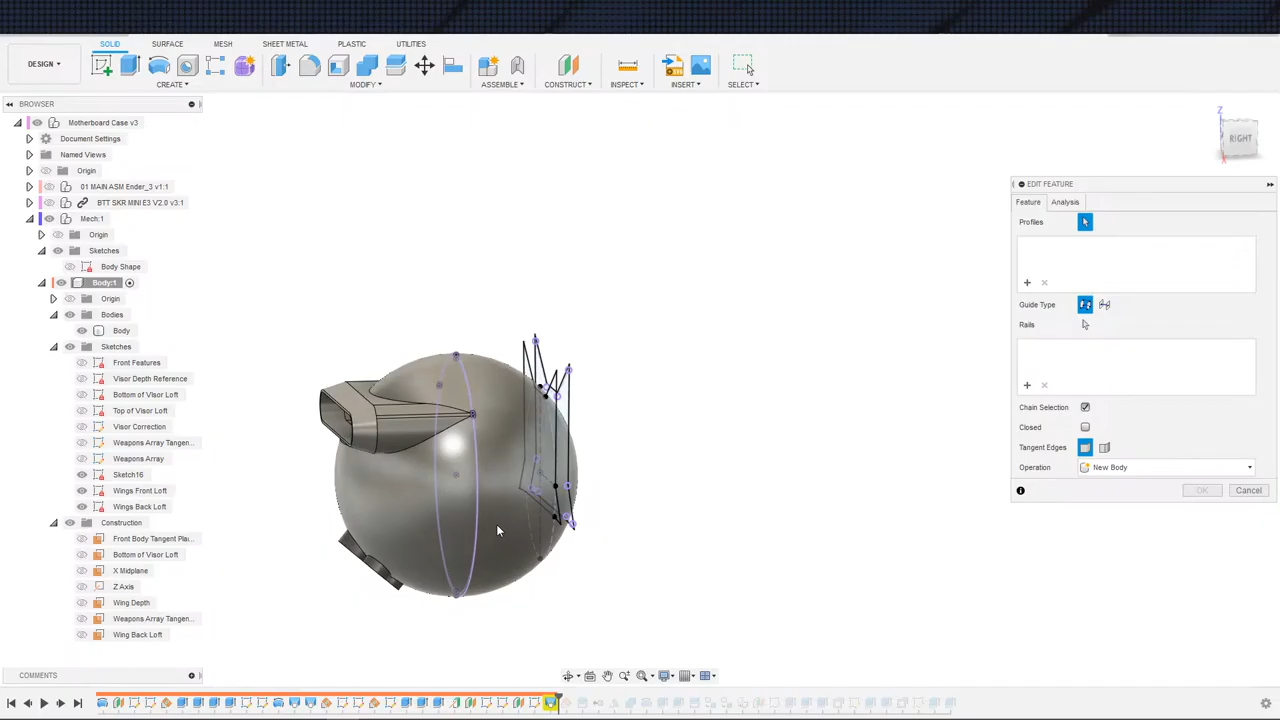 SOLID SURFACE MESH SHEET METAL PLASTIC UTILITIES
DESIGN
CREATE MODIFY ASSEMBLE CONSTRUCT INSPECT INSERT SELECT
BROWSER
Motherboard Case v3
Document Settings
Named Views
Origin
01 MAIN ASM Ender_3 v1:1
BTT SKR MINI E3 V2.0 v3:1
Mech:1
Origin
Sketches
Body Shape
Body:1
Origin
Bodies
Body
Sketches
Front Features
Visor Depth Reference
Bottom of Visor Loft
Top of Visor Loft
Visor Correction
Weapons Array Tangen...
Weapons Array
Sketch16
Wings Front Loft
Wings Back Loft
Construction
Front Body Tangent Pla...
Bottom of Visor Loft
X Midplane
Z Axis
Wing Depth
Weapons Array Tangen...
Wing Back Loft
COMMENTS
Z
RIGHT
X
EDIT FEATURE
Feature Analysis
Profiles
Guide Type
Rails
Chain Selection
Closed
Tangent Edges
Operation New Body
OK Cancel